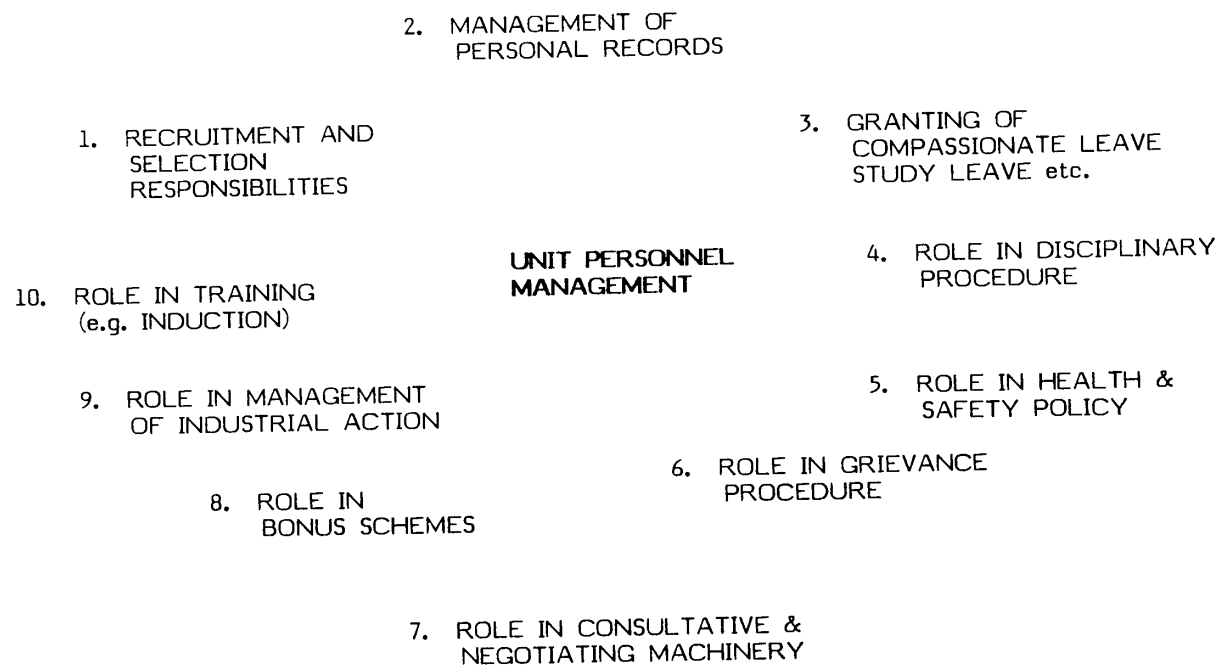 2. MANAGEMENT OF
PERSONAL RECORDS
1. RECRUITMENT AND
SELECTION
RESPONSIBILITIES
3. GRANTING OF
COMPASSIONATE LEAVE
STUDY LEAVE etc.
UNIT PERSONNEL
MANAGEMENT
4. ROLE IN DISCIPLINARY
PROCEDURE
10. ROLE IN TRAINING
(e.g. INDUCTION)
9. ROLE IN MANAGEMENT
OF INDUSTRIAL ACTION
5. ROLE IN HEALTH &
SAFETY POLICY
6. ROLE IN GRIEVANCE
PROCEDURE
8. ROLE IN
BONUS SCHEMES
7. ROLE IN CONSULTATIVE &
NEGOTIATING MACHINERY